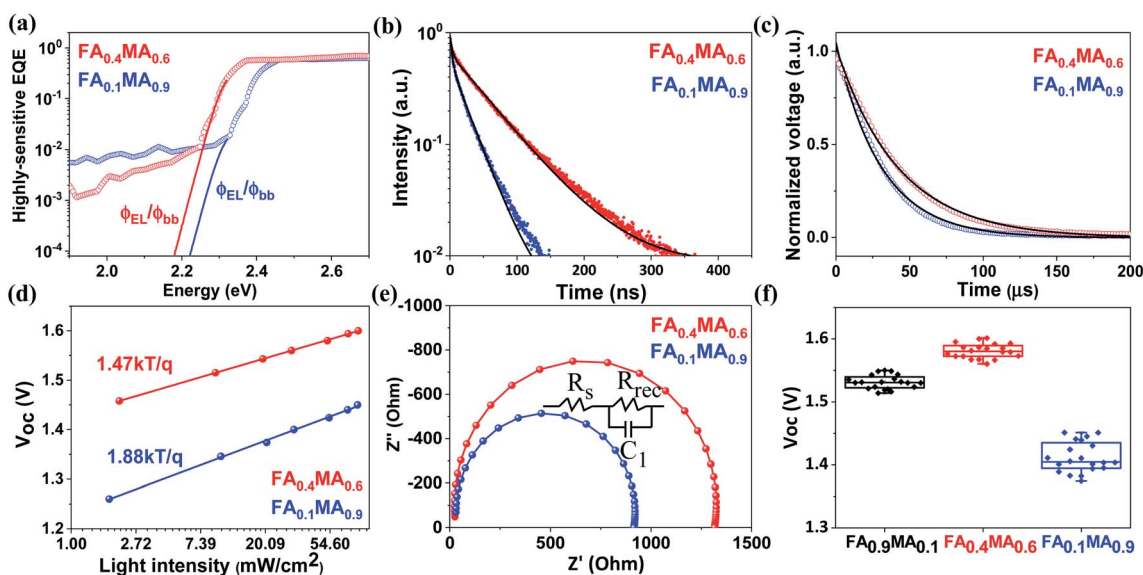 (a)
Highly-sensitive EQE
10⁰
10⁻¹
10⁻²
10⁻³
10⁻⁴
FA₀.₄MA₀.₆
FA₀.₁MA₀.₉
ϕEL/ϕbb
ϕEL/ϕbb
2.0 2.2 2.4 2.6
Energy (eV)
(b)
Intensity (a.u.)
10⁰
10⁻¹
10⁻²
FA₀.₄MA₀.₆
FA₀.₁MA₀.₉
0 100 200 300 400
Time (ns)
(c)
Normalized voltage (a.u.)
1.0
0.5
0.0
FA₀.₄MA₀.₆
FA₀.₁MA₀.₉
0 50 100 150 200
Time (μs)
(d)
Voc (V)
1.6
1.5
1.4
1.3
1.2
1.47kT/q
1.88kT/q
FA₀.₄MA₀.₆
FA₀.₁MA₀.₉
1.00 2.72 7.39 20.09 54.60
Light intensity (mW/cm²)
(e)
Z'' (Ohm)
-1000
-800
-600
-400
-200
0
FA₀.₄MA₀.₆
FA₀.₁MA₀.₉
Rs Rrec
C₁
0 500 1000 1500
Z' (Ohm)
(f)
Voc (V)
1.6
1.5
1.4
1.3
FA₀.₉MA₀.₁ FA₀.₄MA₀.₆ FA₀.₁MA₀.₉